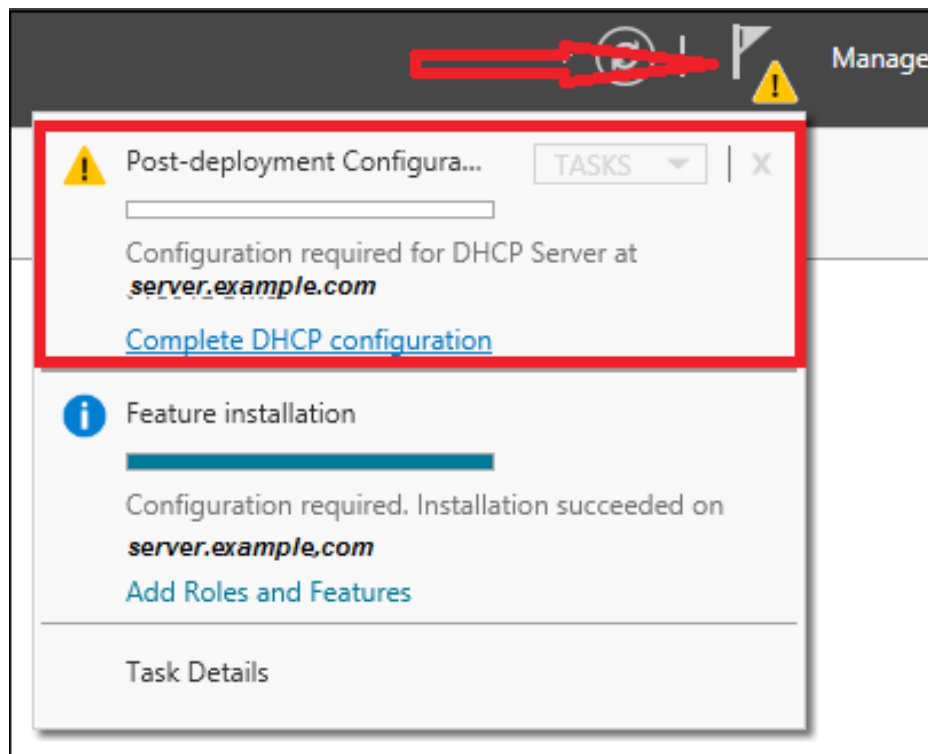 Manage
Post-deployment Configura...
TASKS
X
Configuration required for DHCP Server at
server.example.com
Complete DHCP configuration
Feature installation
Configuration required. Installation succeeded on
server.example,com
Add Roles and Features
Task Details